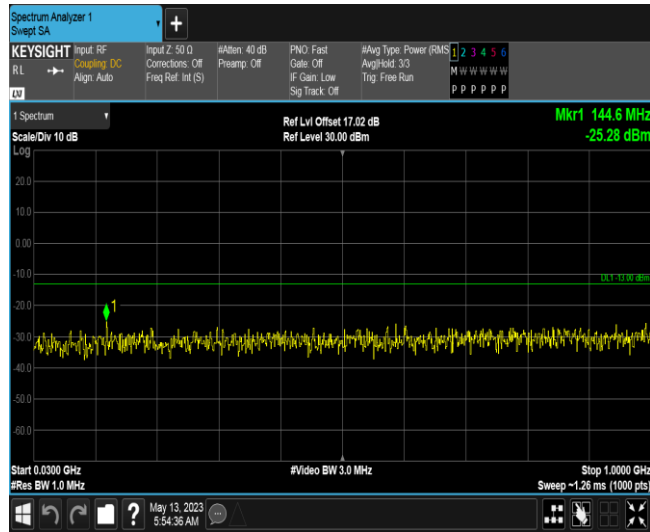 Spectrum Analyzer 1
Swept SA
+
KEYSIGHT
RL
LXI
Input: RF
Coupling: DC
Align: Auto
Input Z: 50 Ω
Corrections: Off
Freq Ref: Int (S)
#Atten: 40 dB
Preamp: Off
PNO: Fast
Gate: Off
IF Gain: Low
Sig Track: Off
#Avg Type: Power (RMS
Avg|Hold: 3/3
Trig: Free Run
1 2 3 4 5 6
M W W W W W
P P P P P P
1 Spectrum
Scale/Div 10 dB
Log
Ref Lvl Offset 17.02 dB
Ref Level 30.00 dBm
Mkr1 144.6 MHz
-25.28 dBm
20.0
10.0
0.00
-10.0
DL1 -13.00 dBm
-20.0
1
-30.0
-40.0
-50.0
-60.0
Start 0.0300 GHz
#Res BW 1.0 MHz
#Video BW 3.0 MHz
Stop 1.0000 GHz
Sweep ~1.26 ms (1000 pts)
?
May 13, 2023
5:54:36 AM